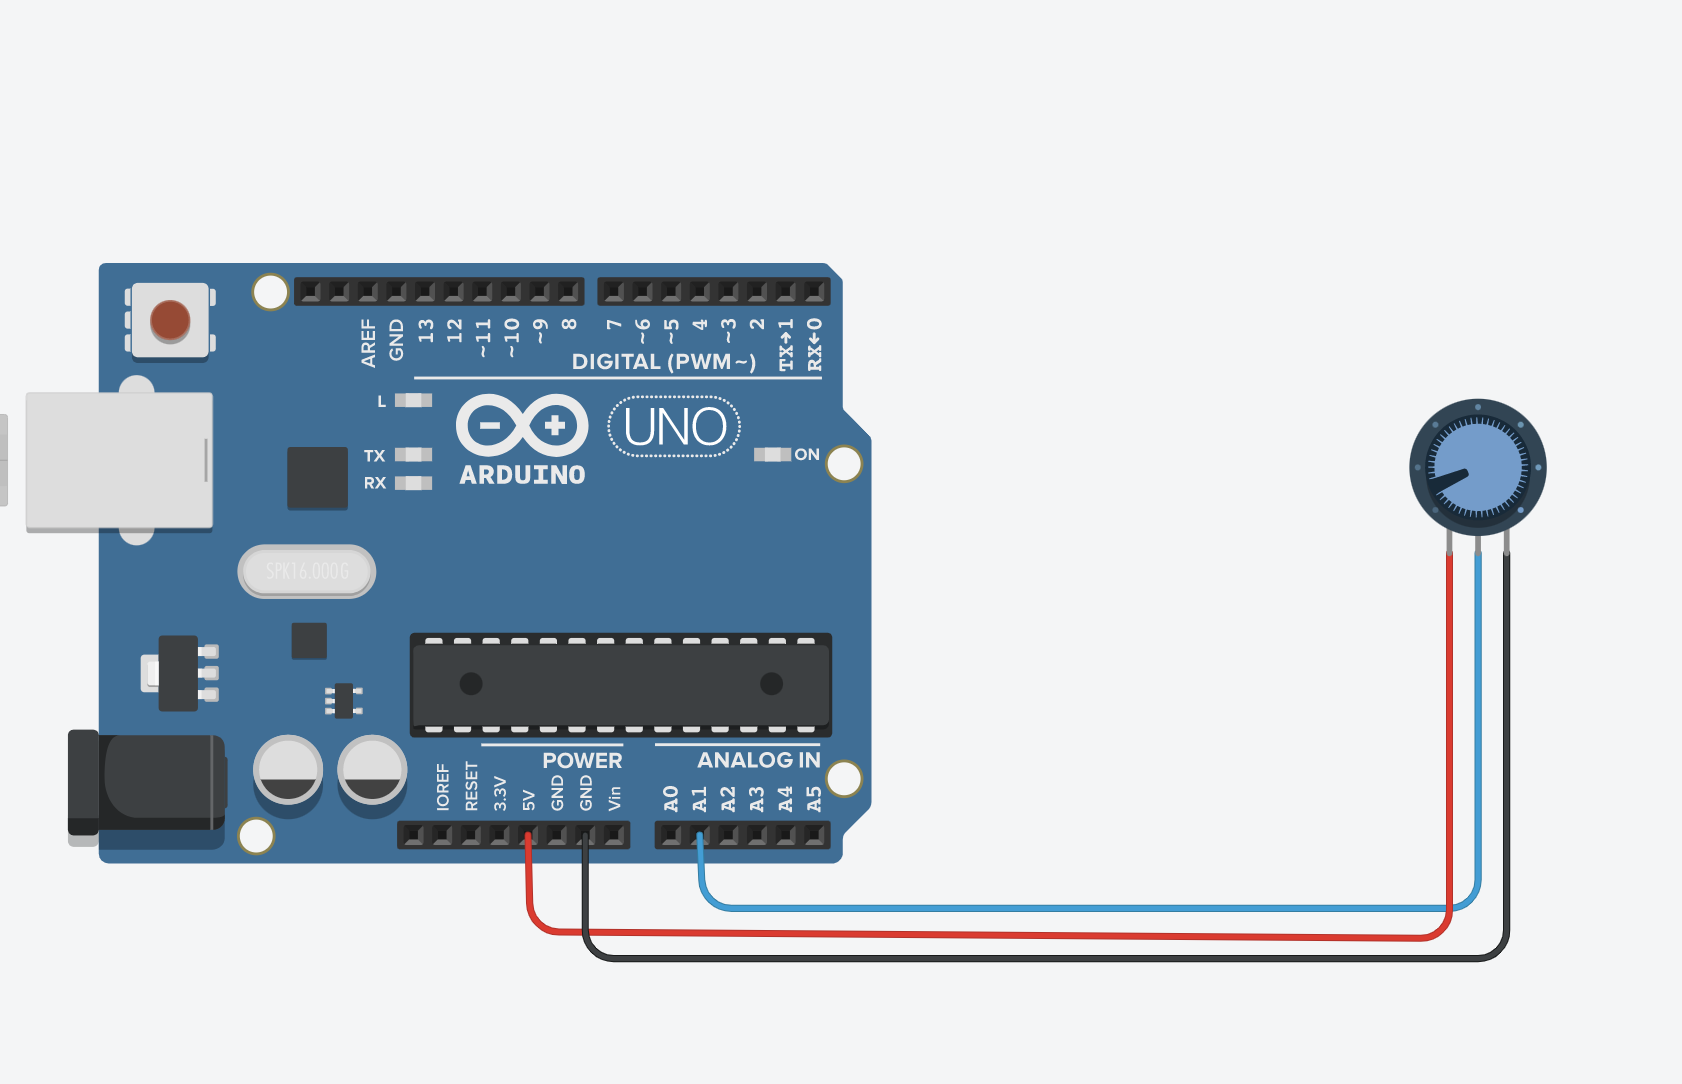 AREF
GND
13
12
~11
~10
~9
8
7
~6
~5
4
~3
2
TX→1
RX←0
DIGITAL (PWM ~)
L
TX
RX
ARDUINO
UNO
ON
SPK16.000G
POWER
ANALOG IN
IOREF
RESET
3.3V
5V
GND
GND
Vin
A0
A1
A2
A3
A4
A5